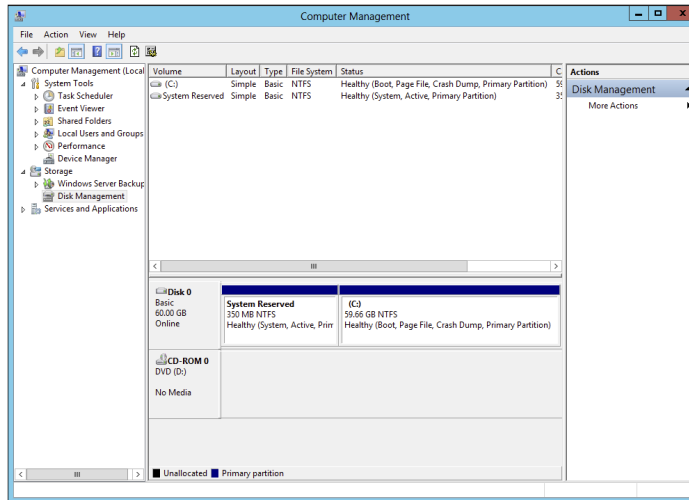 Computer Management
File Action View Help
Computer Management (Local
System Tools
Task Scheduler
Event Viewer
Shared Folders
Local Users and Groups
Performance
Device Manager
Storage
Windows Server Backup
Disk Management
Services and Applications
Volume Layout Type File System Status C
(C:) Simple Basic NTFS Healthy (Boot, Page File, Crash Dump, Primary Partition) 59
System Reserved Simple Basic NTFS Healthy (System, Active, Primary Partition) 35
Disk 0
Basic
60.00 GB
Online
System Reserved
350 MB NTFS
Healthy (System, Active, Prim
(C:)
59.66 GB NTFS
Healthy (Boot, Page File, Crash Dump, Primary Partition)
CD-ROM 0
DVD (D:)
No Media
Unallocated Primary partition
Actions
Disk Management
More Actions